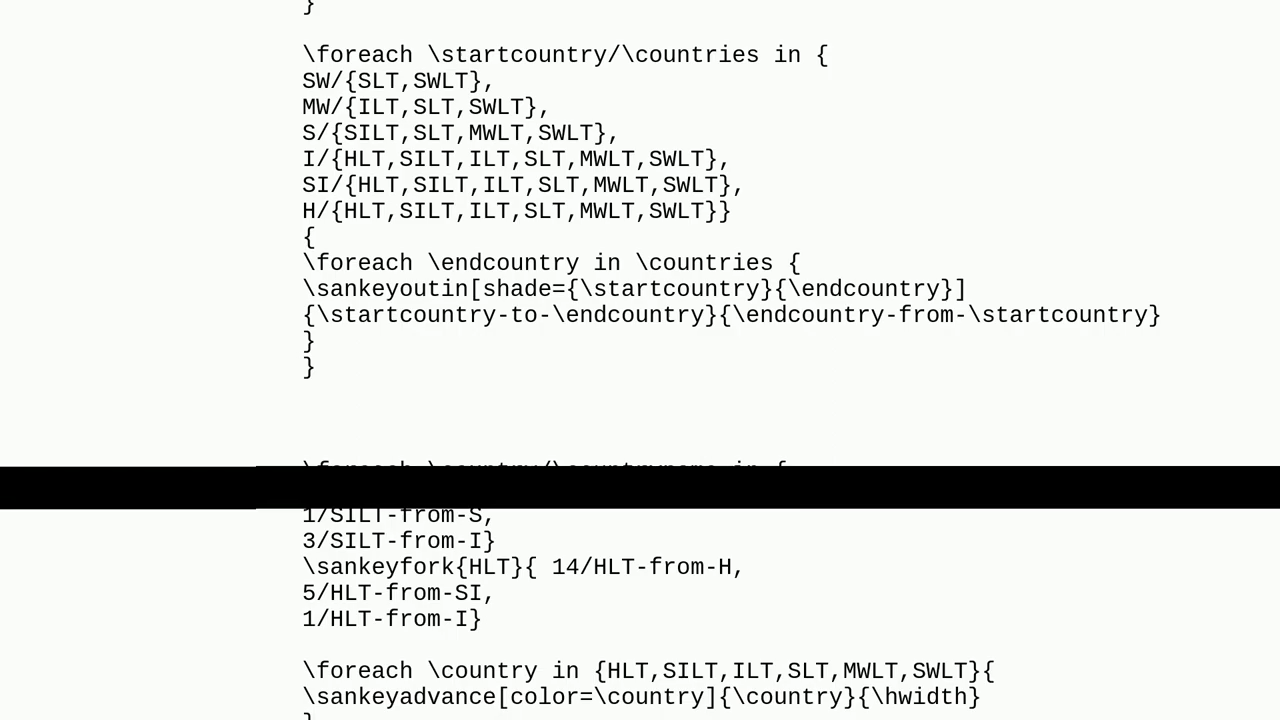 }
\foreach \startcountry/\countries in {
SW/{SLT,SWLT},
MW/{ILT,SLT,SWLT},
S/{SILT,SLT,MWLT,SWLT},
I/{HLT,SILT,ILT,SLT,MWLT,SWLT},
SI/{HLT,SILT,ILT,SLT,MWLT,SWLT},
H/{HLT,SILT,ILT,SLT,MWLT,SWLT}}
{
\foreach \endcountry in \countries {
\sankeyoutin[shade={\startcountry}{\endcountry}]
{\startcountry-to-\endcountry}{\endcountry-from-\startcountry}
}
}
\foreach \country/\countryname in {
1/SILT-from-S,
3/SILT-from-I}
\sankeyfork{HLT}{ 14/HLT-from-H,
5/HLT-from-SI,
1/HLT-from-I}
\foreach \country in {HLT,SILT,ILT,SLT,MWLT,SWLT}{
\sankeyadvance[color=\country]{\country}{\hwidth}
}